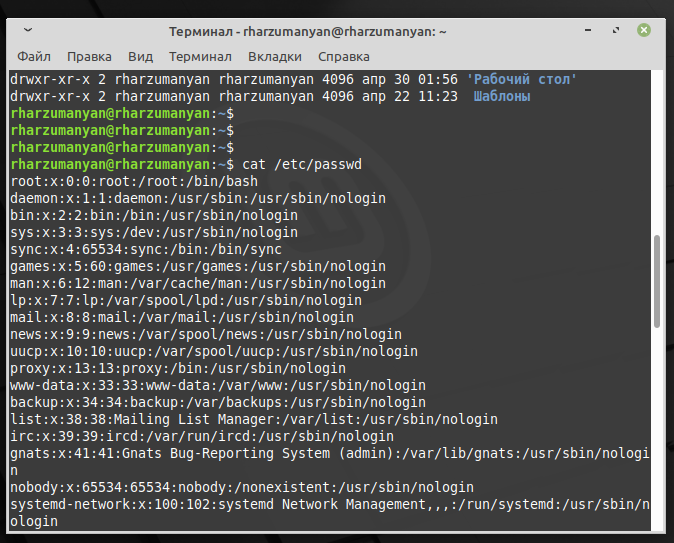 Терминал - rharzumanyan@rharzumanyan: ~
Файл Правка Вид Терминал Вкладки Справка
drwxr-xr-x 2 rharzumanyan rharzumanyan 4096 апр 30 01:56 'Рабочий стол'
drwxr-xr-x 2 rharzumanyan rharzumanyan 4096 апр 22 11:23  Шаблоны
rharzumanyan@rharzumanyan:~$
rharzumanyan@rharzumanyan:~$
rharzumanyan@rharzumanyan:~$
rharzumanyan@rharzumanyan:~$ cat /etc/passwd
root:x:0:0:root:/root:/bin/bash
daemon:x:1:1:daemon:/usr/sbin:/usr/sbin/nologin
bin:x:2:2:bin:/bin:/usr/sbin/nologin
sys:x:3:3:sys:/dev:/usr/sbin/nologin
sync:x:4:65534:sync:/bin:/bin/sync
games:x:5:60:games:/usr/games:/usr/sbin/nologin
man:x:6:12:man:/var/cache/man:/usr/sbin/nologin
lp:x:7:7:lp:/var/spool/lpd:/usr/sbin/nologin
mail:x:8:8:mail:/var/mail:/usr/sbin/nologin
news:x:9:9:news:/var/spool/news:/usr/sbin/nologin
uucp:x:10:10:uucp:/var/spool/uucp:/usr/sbin/nologin
proxy:x:13:13:proxy:/bin:/usr/sbin/nologin
www-data:x:33:33:www-data:/var/www:/usr/sbin/nologin
backup:x:34:34:backup:/var/backups:/usr/sbin/nologin
list:x:38:38:Mailing List Manager:/var/list:/usr/sbin/nologin
irc:x:39:39:ircd:/var/run/ircd:/usr/sbin/nologin
gnats:x:41:41:Gnats Bug-Reporting System (admin):/var/lib/gnats:/usr/sbin/nologi
n
nobody:x:65534:65534:nobody:/nonexistent:/usr/sbin/nologin
systemd-network:x:100:102:systemd Network Management,,,:/run/systemd:/usr/sbin/n
ologin